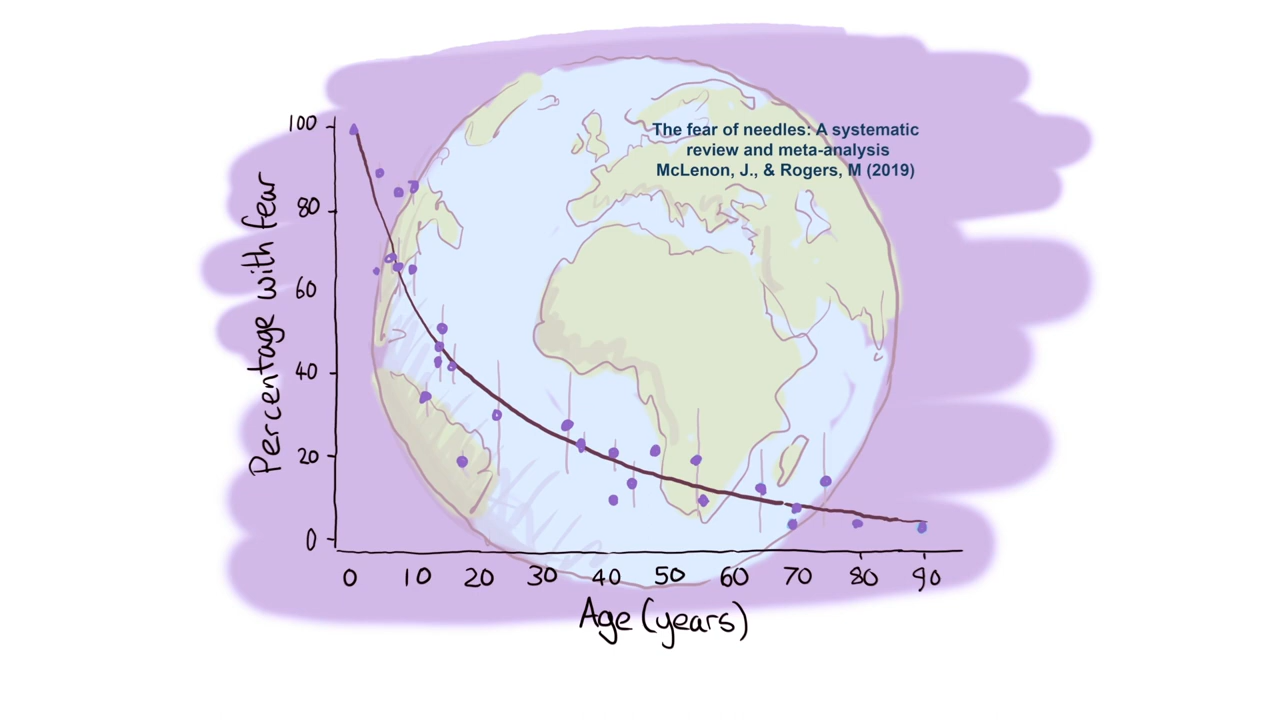 The fear of needles: A systematic
review and meta-analysis
McLenon, J., & Rogers, M (2019)
Percentage with fear
100
80
60
40
20
0
0 10 20 30 40 50 60 70 80 90
Age (years)